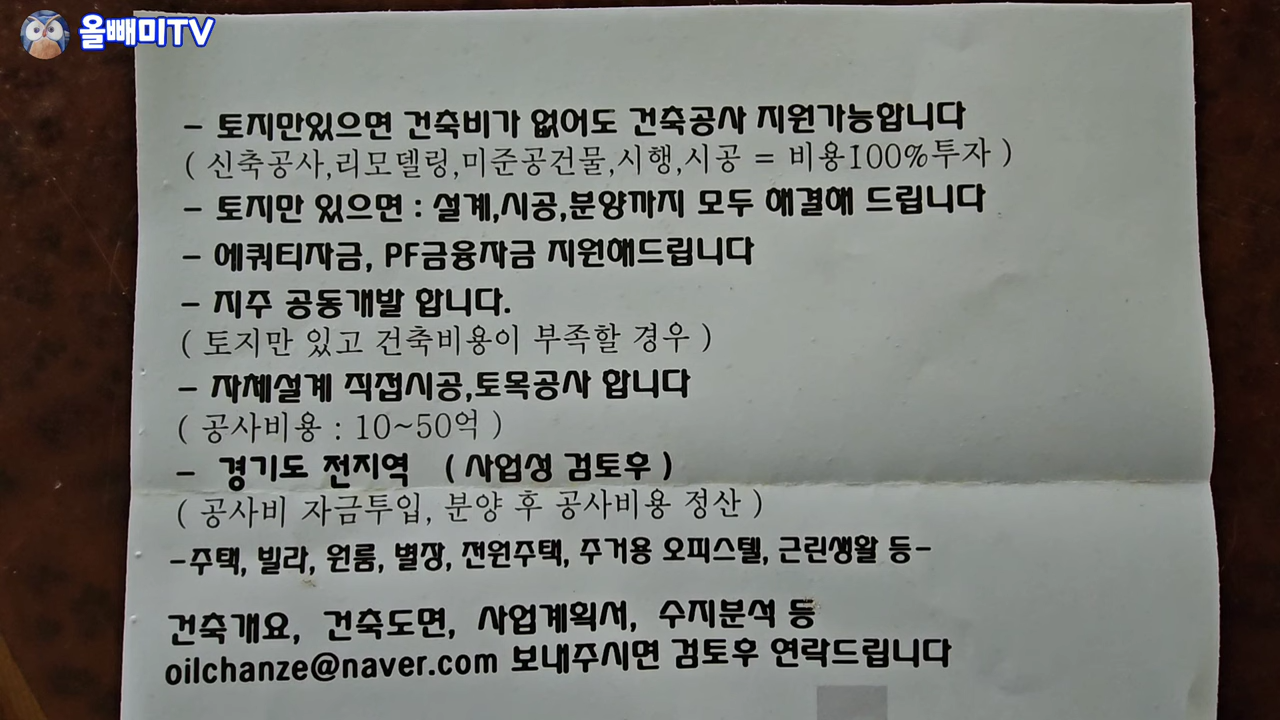 올빼미TV
- 토지만있으면 건축비가 없어도 건축공사 지원가능합니다
( 신축공사,리모델링,미준공건물,시행,시공 = 비용100%투자 )
- 토지만 있으면 : 설계,시공,분양까지 모두 해결해 드립니다
- 에쿼티자금, PF금융자금 지원해드립니다
- 지주 공동개발 합니다.
( 토지만 있고 건축비용이 부족할 경우 )
- 자체설계 직접시공,토목공사 합니다
( 공사비용 : 10~50억 )
- 경기도 전지역 ( 사업성 검토후 )
( 공사비 자금투입, 분양 후 공사비용 정산 )
-주택, 빌라, 원룸, 별장, 전원주택, 주거용 오피스텔, 근린생활 등-
건축개요, 건축도면, 사업계획서, 수지분석 등
oilchanze@naver.com 보내주시면 검토후 연락드립니다